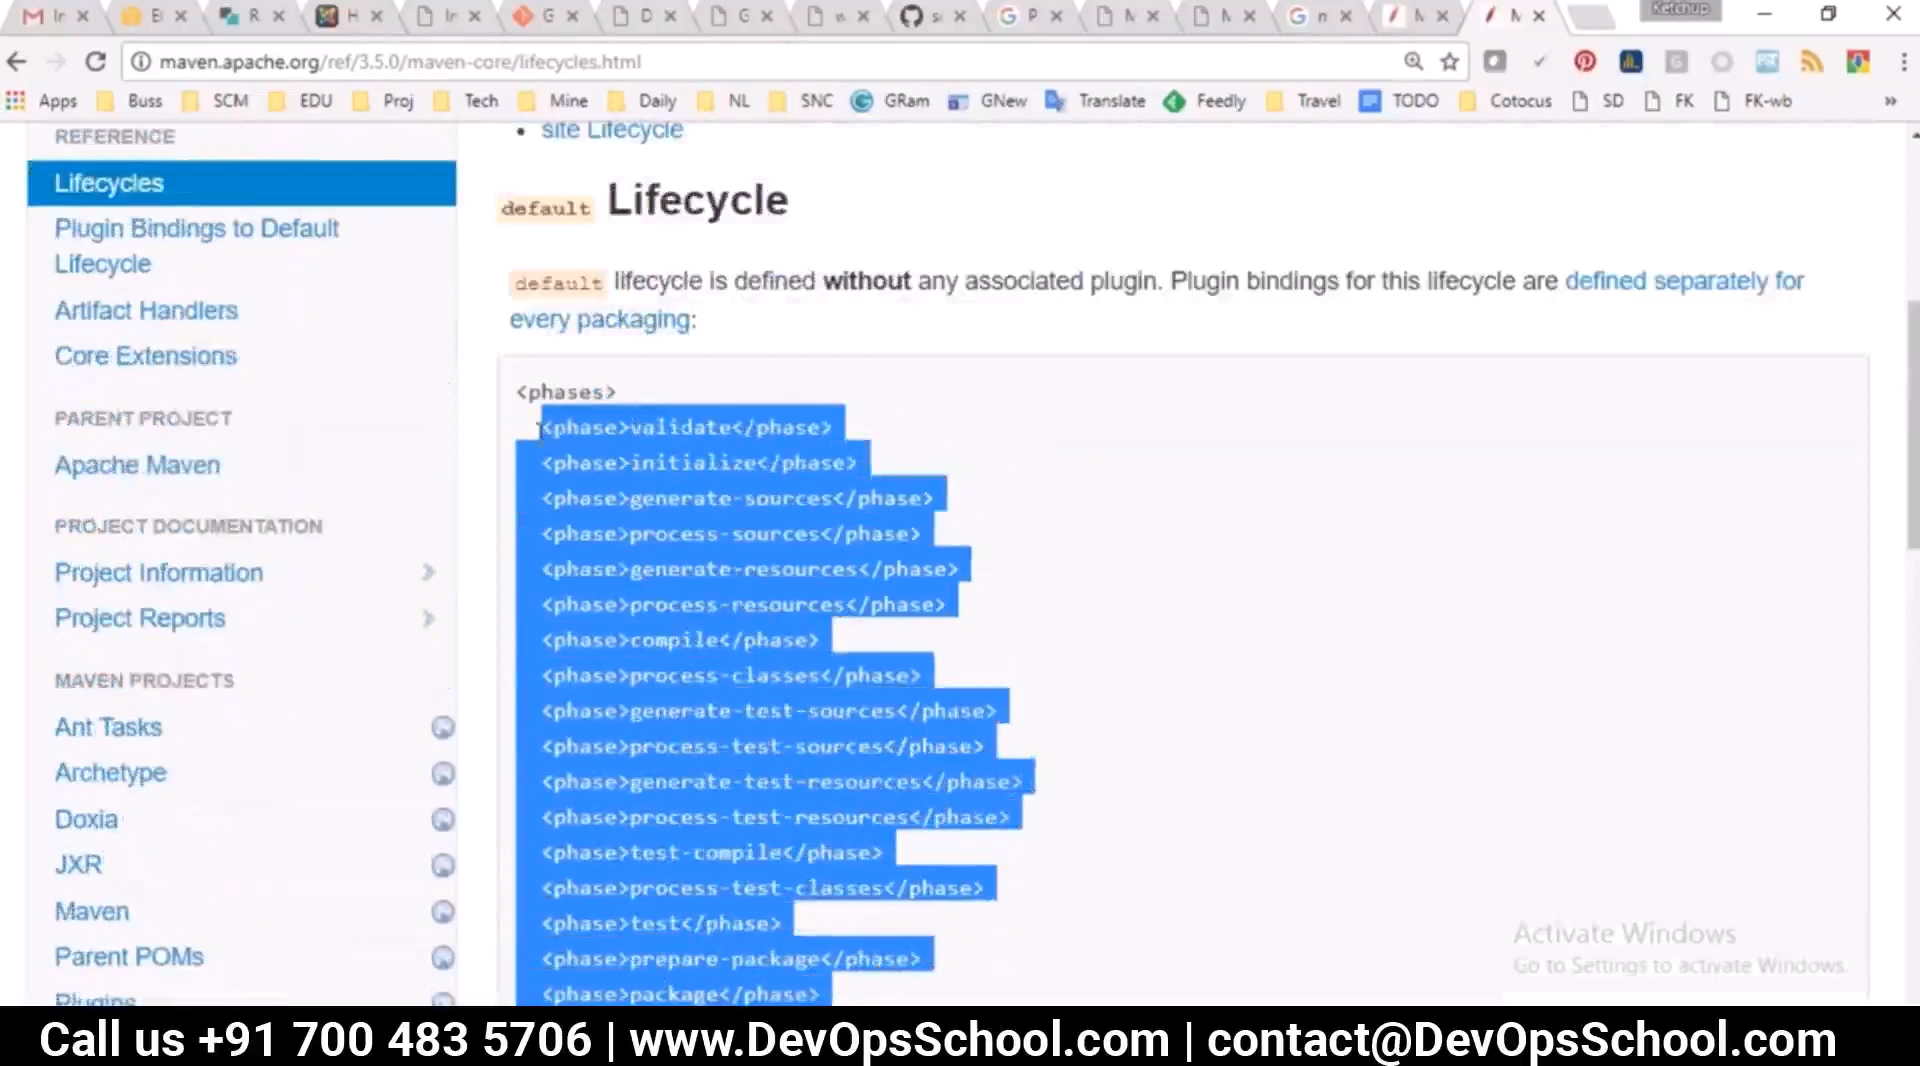 Ketchup
maven.apache.org/ref/3.5.0/maven-core/lifecycles.html
Apps Buss SCM EDU Proj Tech Mine Daily NL SNC GRam GNew Translate Feedly Travel TODO Cotocus SD FK FK-wb »
REFERENCE
Lifecycles
Plugin Bindings to Default
Lifecycle
Artifact Handlers
Core Extensions
PARENT PROJECT
Apache Maven
PROJECT DOCUMENTATION
Project Information
Project Reports
MAVEN PROJECTS
Ant Tasks
Archetype
Doxia
JXR
Maven
Parent POMs
Plugins
• site Lifecycle
default Lifecycle
default lifecycle is defined without any associated plugin. Plugin bindings for this lifecycle are defined separately for
every packaging:
<phases>
<phase>validate</phase>
<phase>initialize</phase>
<phase>generate-sources</phase>
<phase>process-sources</phase>
<phase>generate-resources</phase>
<phase>process-resources</phase>
<phase>compile</phase>
<phase>process-classes</phase>
<phase>generate-test-sources</phase>
<phase>process-test-sources</phase>
<phase>generate-test-resources</phase>
<phase>process-test-resources</phase>
<phase>test-compile</phase>
<phase>process-test-classes</phase>
<phase>test</phase>
<phase>prepare-package</phase>
<phase>package</phase>
Activate Windows
Go to Settings to activate Windows.
Call us +91 700 483 5706 | www.DevOpsSchool.com | contact@DevOpsSchool.com